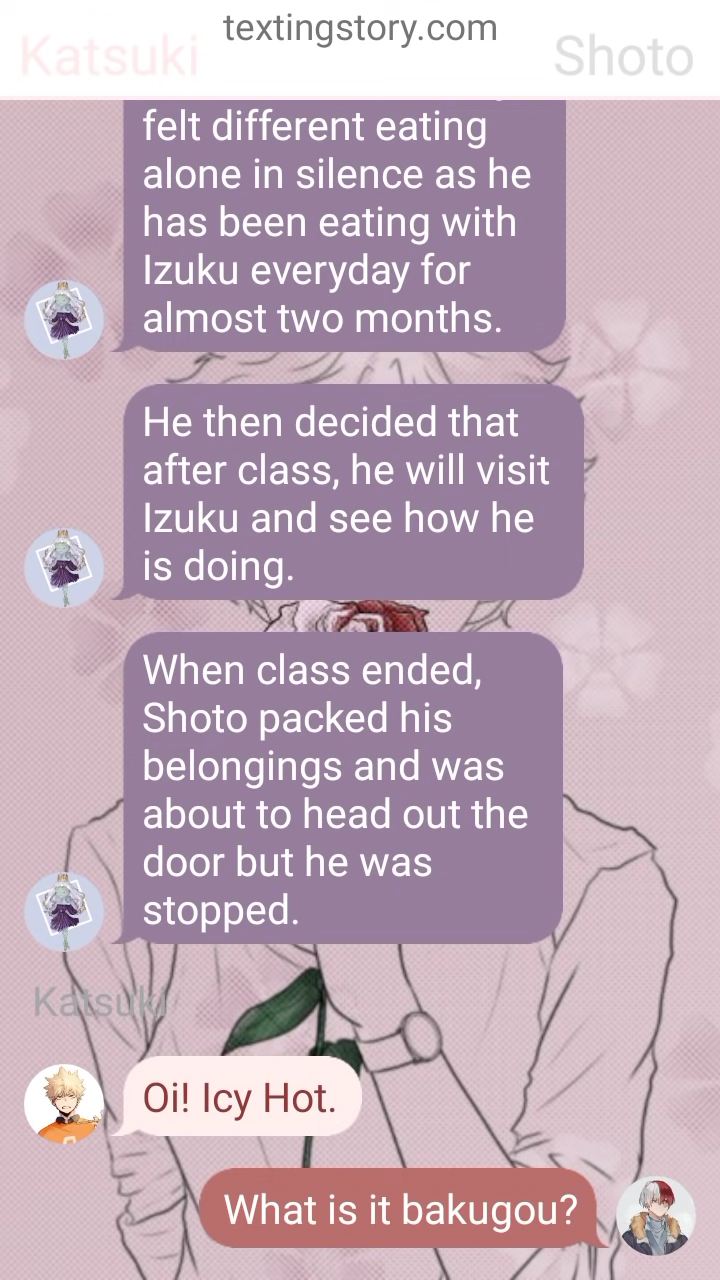 textingstory.com
Katsuki
Shoto
felt different eating
alone in silence as he
has been eating with
Izuku everyday for
almost two months.
He then decided that
after class, he will visit
Izuku and see how he
is doing.
When class ended,
Shoto packed his
belongings and was
about to head out the
door but he was
stopped.
Katsuki
Oi! Icy Hot.
What is it bakugou?